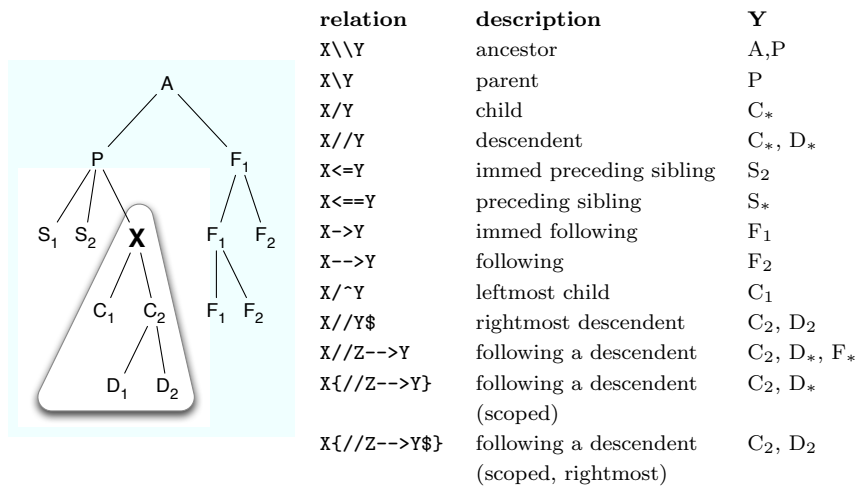 A
P F₁
S₁ S₂ X F₁ F₂
C₁ C₂ F₁ F₂
D₁ D₂
relation description Y
X\\Y ancestor A,P
X\Y parent P
X/Y child C∗
X//Y descendent C∗, D∗
X<=Y immed preceding sibling S₂
X<==Y preceding sibling S∗
X->Y immed following F₁
X-->Y following F₂
X/^Y leftmost child C₁
X//Y$ rightmost descendent C₂, D₂
X//Z-->Y following a descendent C₂, D∗, F∗
X{//Z-->Y} following a descendent C₂, D∗
(scoped)
X{//Z-->Y$} following a descendent C₂, D₂
(scoped, rightmost)